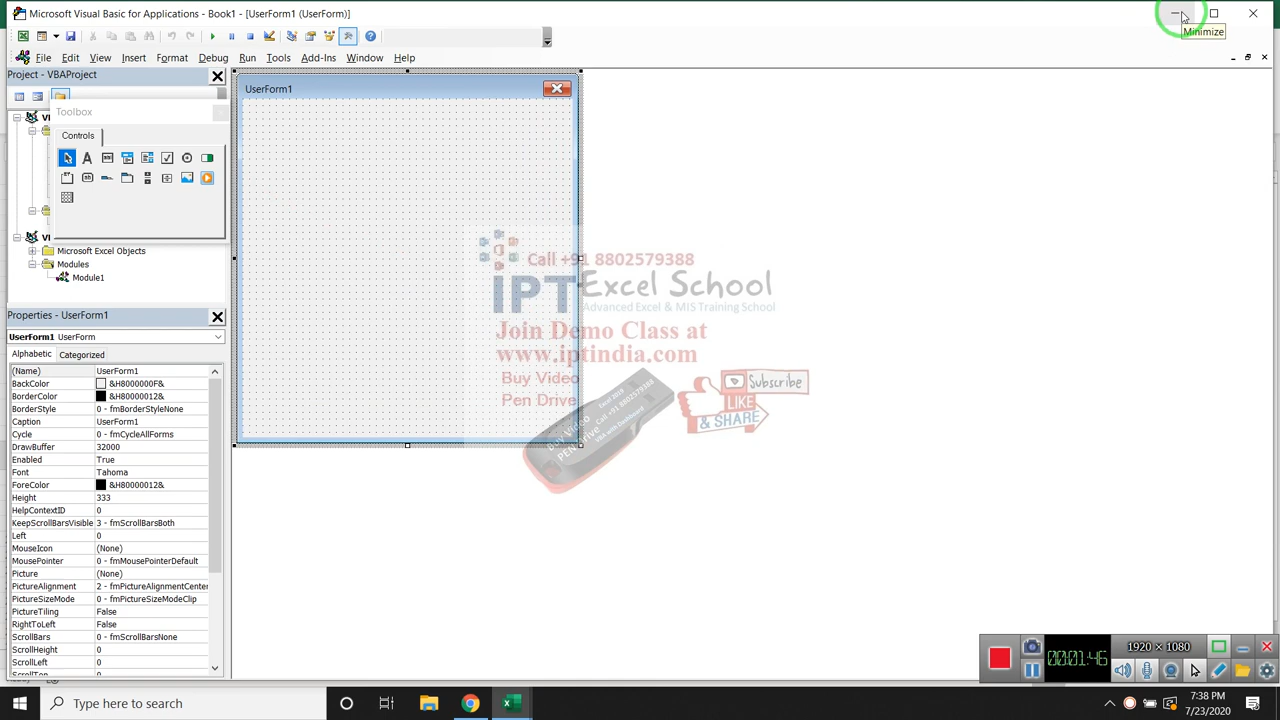 Microsoft Visual Basic for Applications - Book1 - [UserForm1 (UserForm)]
Minimize
File Edit View Insert Format Debug Run Tools Add-Ins Window Help
Project - VBAProject
Toolbox
Controls
Microsoft Excel Objects
Modules
Module1
UserForm1
Call +91 8802579388
IPT Excel School
Advanced Excel & MIS Training School
Join Demo Class at
www.iptindia.com
Buy Video
Pen Drive
Subscribe
LIKE
& SHARE
Properties - UserForm1
UserForm1 UserForm
Alphabetic Categorized
(Name) UserForm1
BackColor &H8000000F&
BorderColor &H80000012&
BorderStyle 0 - fmBorderStyleNone
Caption UserForm1
Cycle 0 - fmCycleAllForms
DrawBuffer 32000
Enabled True
Font Tahoma
ForeColor &H80000012&
Height 333
HelpContextID 0
KeepScrollBarsVisible 3 - fmScrollBarsBoth
Left 0
MouseIcon (None)
MousePointer 0 - fmMousePointerDefault
Picture (None)
PictureAlignment 2 - fmPictureAlignmentCenter
PictureSizeMode 0 - fmPictureSizeModeClip
PictureTiling False
RightToLeft False
ScrollBars 0 - fmScrollBarsNone
ScrollHeight 0
ScrollLeft 0
1920 × 1080
00:01:46
Type here to search
7:38 PM
7/23/2020